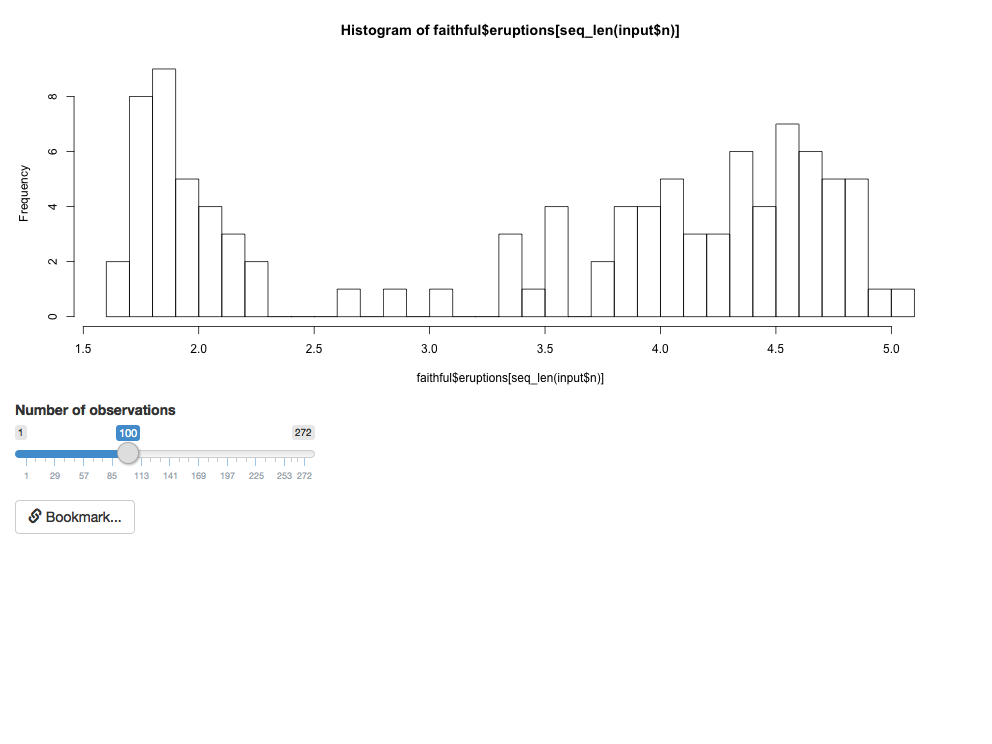 Histogram of faithful$eruptions[seq_len(input$n)]
Frequency
8
6
4
2
0
1.5 2.0 2.5 3.0 3.5 4.0 4.5 5.0
faithful$eruptions[seq_len(input$n)]
Number of observations
1 100 272
1 29 57 85 113 141 169 197 225 253 272
Bookmark...